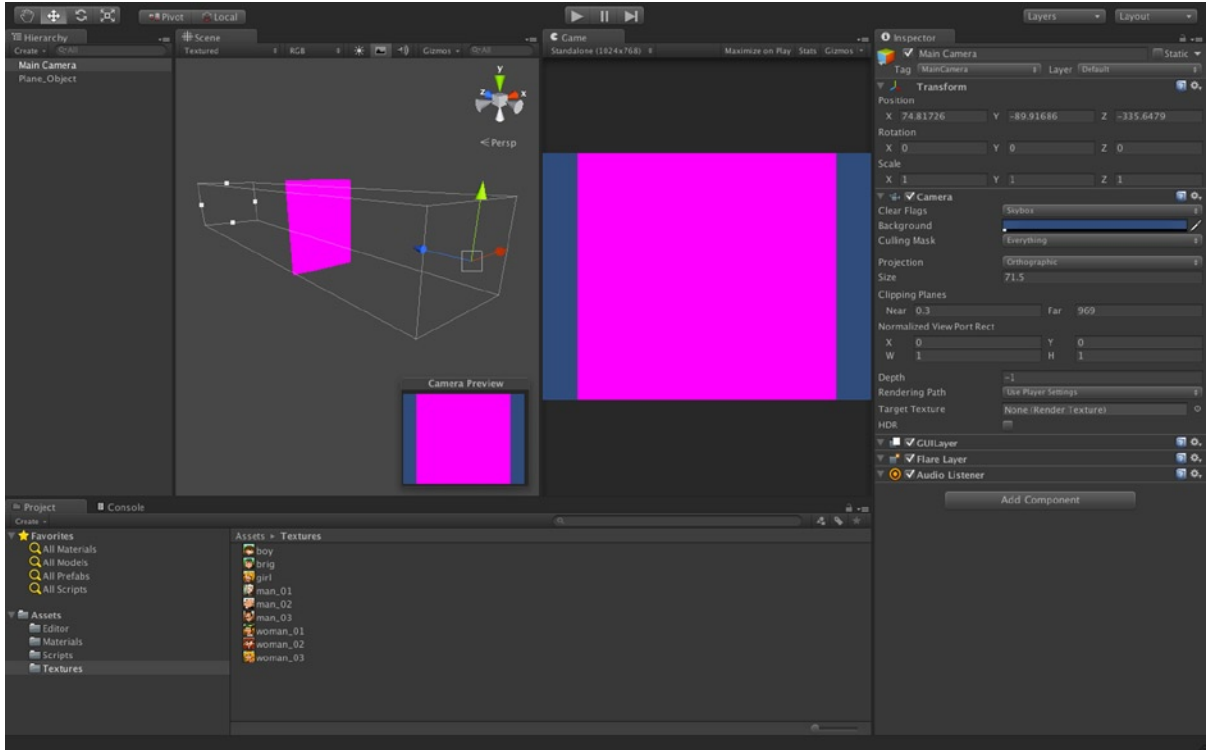 Pivot Local
Layers Layout
Hierarchy
Create All
Main Camera
Plane_Object
Scene
Textured RGB Gizmos All
y
z x
Persp
Camera Preview
Game
Standalone (1024x768) Maximize on Play Stats Gizmos
Inspector
Main Camera Static
Tag MainCamera Layer Default
Transform
Position
X 74.81726 Y -89.91686 Z -335.6479
Rotation
X 0 Y 0 Z 0
Scale
X 1 Y 1 Z 1
Camera
Clear Flags Skybox
Background
Culling Mask Everything
Projection Orthographic
Size 71.5
Clipping Planes
Near 0.3 Far 969
Normalized View Port Rect
X 0 Y 0
W 1 H 1
Depth -1
Rendering Path Use Player Settings
Target Texture None (Render Texture)
HDR
GUILayer
Flare Layer
Audio Listener
Add Component
Project Console
Create
Favorites
All Materials
All Models
All Prefabs
All Scripts
Assets
Editor
Materials
Scripts
Textures
Assets Textures
boy
brig
girl
man_01
man_02
man_03
woman_01
woman_02
woman_03